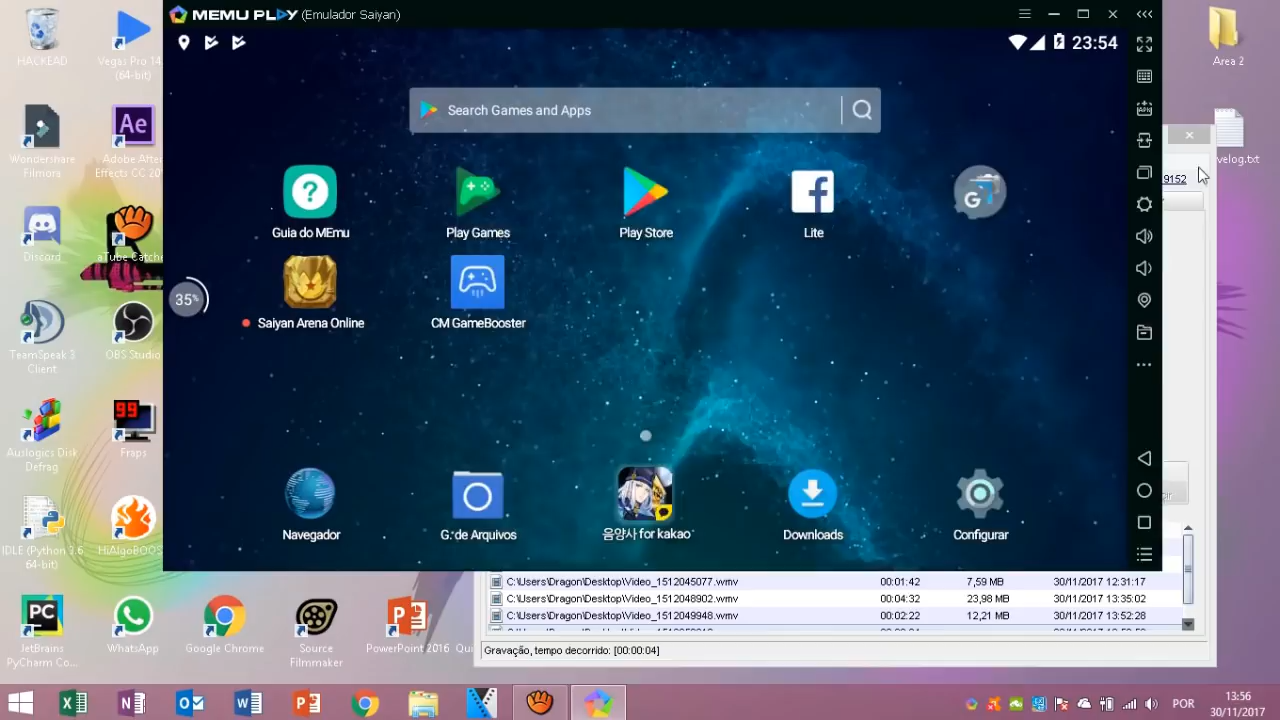 MEMU PLAY (Emulador Saiyan)
23:54
Search Games and Apps
Guia do MEmu
Play Games
Play Store
Lite
Saiyan Arena Online
CM GameBooster
35%
Navegador
G. de Arquivos
음양사 for kakao
Downloads
Configurar
HACKEAD
Vegas Pro 14.
(64-bit)
Wondershare
Filmora
Adobe After
Effects CC 20
Discord
aTube Catche
TeamSpeak 3
Client
OBS Studio
Auslogics Disk
Defrag
Fraps
IDLE (Python 3.6
64-bit)
HiAlgoBOOS
JetBrains
PyCharm Co...
WhatsApp
Google Chrome
Source
Filmmaker
PowerPoint 2016
Qui
Area 2
velog.txt
9152
C:\Users\Dragon\Desktop\Video_1512045077.wmv 00:01:42 7,59 MB 30/11/2017 12:31:17
C:\Users\Dragon\Desktop\Video_1512048902.wmv 00:04:32 23,98 MB 30/11/2017 13:35:02
C:\Users\Dragon\Desktop\Video_1512049948.wmv 00:02:22 12,21 MB 30/11/2017 13:52:28
Gravação, tempo decorrido: [00:00:04]
POR
13:56
30/11/2017